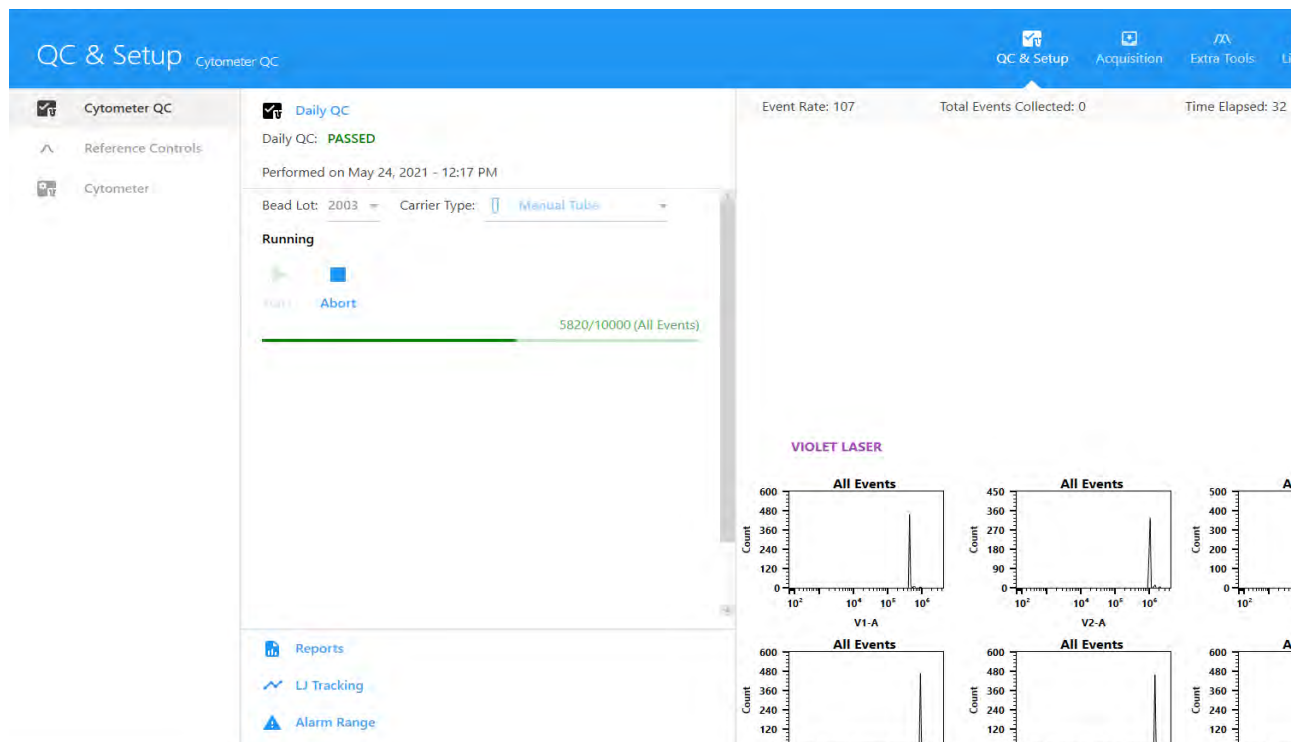 QC & Setup Cytometer QC
QC & Setup
Acquisition
Extra Tools
Li
Cytometer QC
Reference Controls
Cytometer
Daily QC
Daily QC: PASSED
Performed on May 24, 2021 - 12:17 PM
Bead Lot: 2003 Carrier Type: Manual Tube
Running
Abort
5820/10000 (All Events)
Reports
LJ Tracking
Alarm Range
Event Rate: 107 Total Events Collected: 0 Time Elapsed: 32
VIOLET LASER
All Events
600
480
360
240
120
0
Count
10² 10⁴ 10⁵ 10⁶
V1-A
All Events
450
360
270
180
90
0
Count
10² 10⁴ 10⁵ 10⁶
V2-A
A
500
400
300
200
100
0
Count
10²
All Events
600
480
360
240
120
Count
All Events
600
480
360
240
120
Count
A
600
480
360
240
120
Count